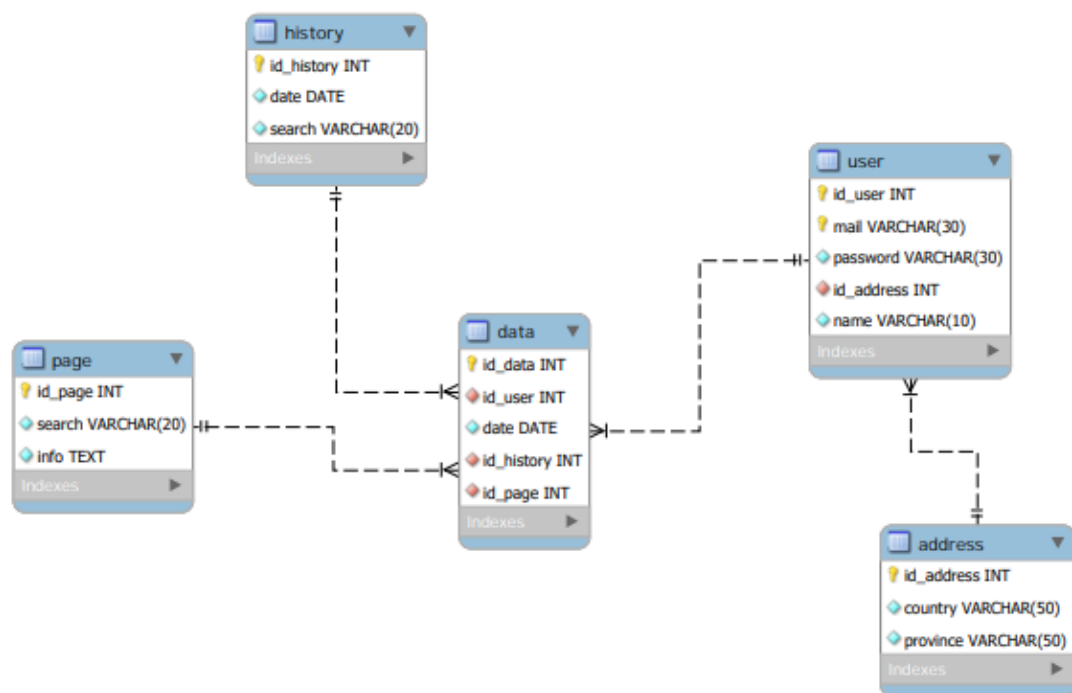 history
id_history INT
date DATE
search VARCHAR(20)
Indexes
user
id_user INT
mail VARCHAR(30)
password VARCHAR(30)
id_address INT
name VARCHAR(10)
Indexes
data
id_data INT
id_user INT
date DATE
id_history INT
id_page INT
Indexes
page
id_page INT
search VARCHAR(20)
info TEXT
Indexes
address
id_address INT
country VARCHAR(50)
province VARCHAR(50)
Indexes